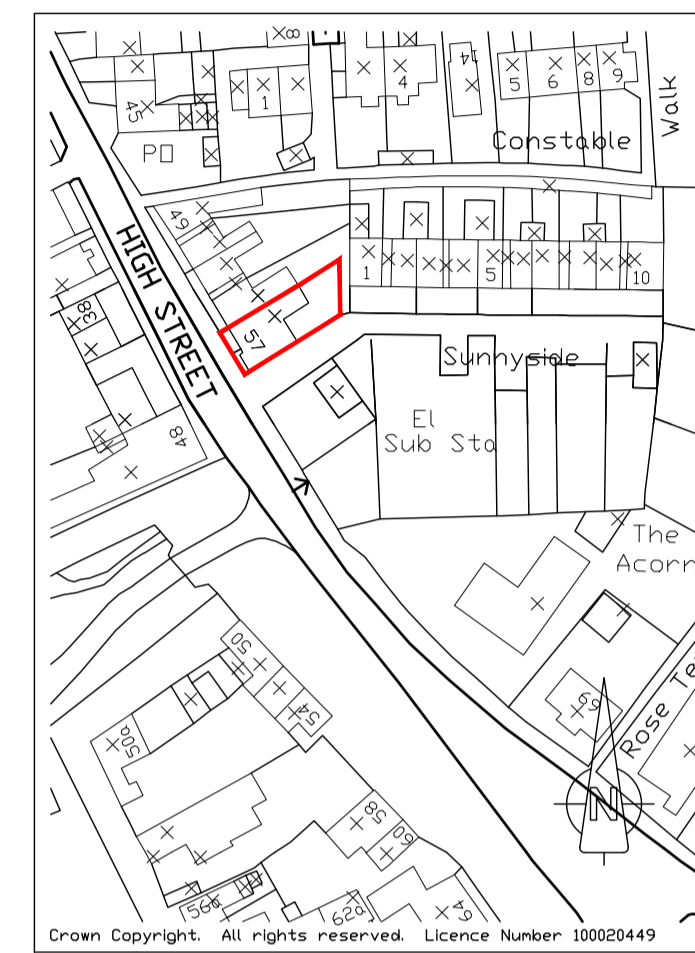 8
4
14
5
6
8
9
Walk
45
1
PO
Constable
49
1
5
10
HIGH STREET
38
57
Sunnyside
El
Sub Sta
48
The
Acorn
50
54
69
Rose Te
50a
N
58
60
56a
62a
64
Crown Copyright. All rights reserved. Licence Number 100020449